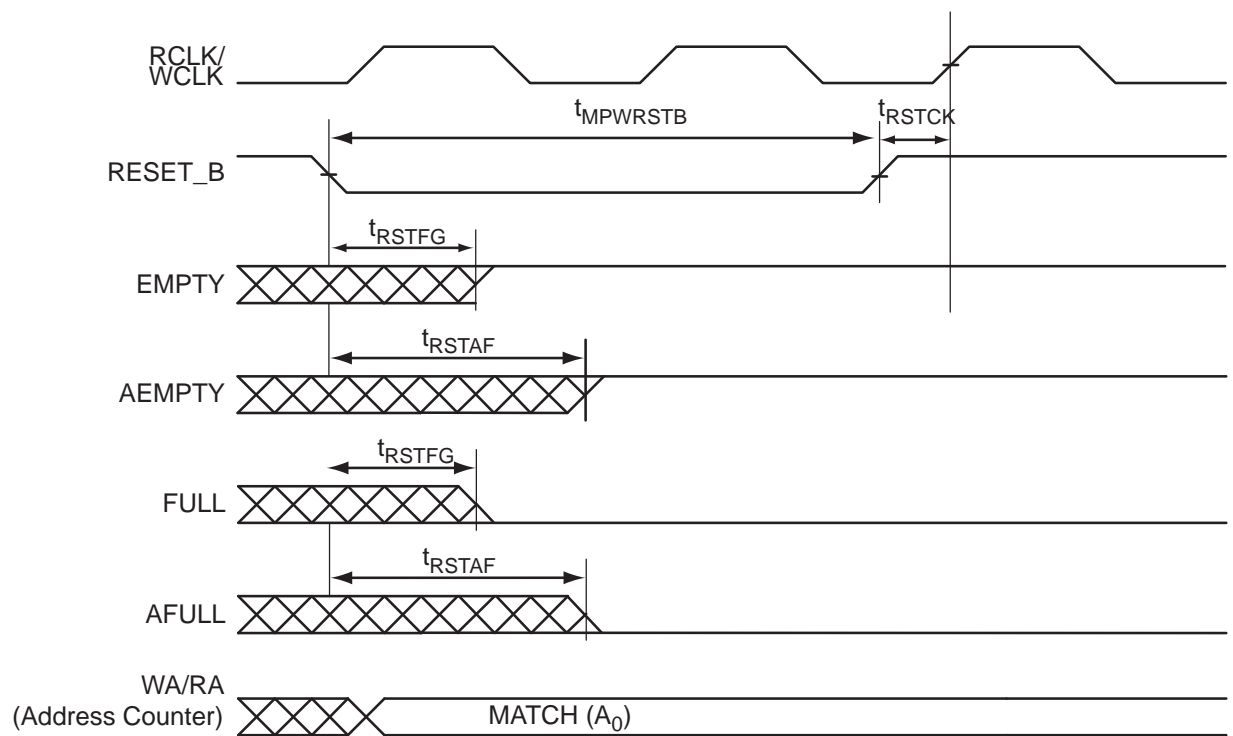 RCLK/
WCLK
tMPWRSTB
tRSTCK
RESET_B
tRSTFG
EMPTY
tRSTAF
AEMPTY
tRSTFG
FULL
tRSTAF
AFULL
WA/RA
(Address Counter)
MATCH (A0)